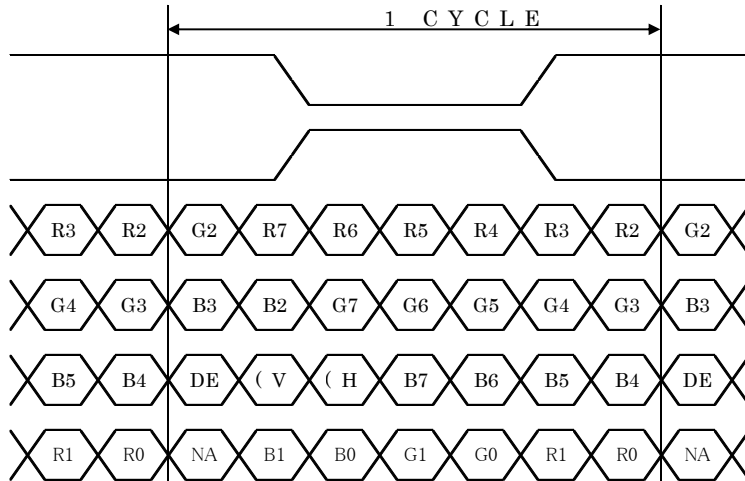 1 CYCLE
R3 R2 G2 R7 R6 R5 R4 R3 R2 G2
G4 G3 B3 B2 G7 G6 G5 G4 G3 B3
B5 B4 DE (V (H B7 B6 B5 B4 DE
R1 R0 NA B1 B0 G1 G0 R1 R0 NA